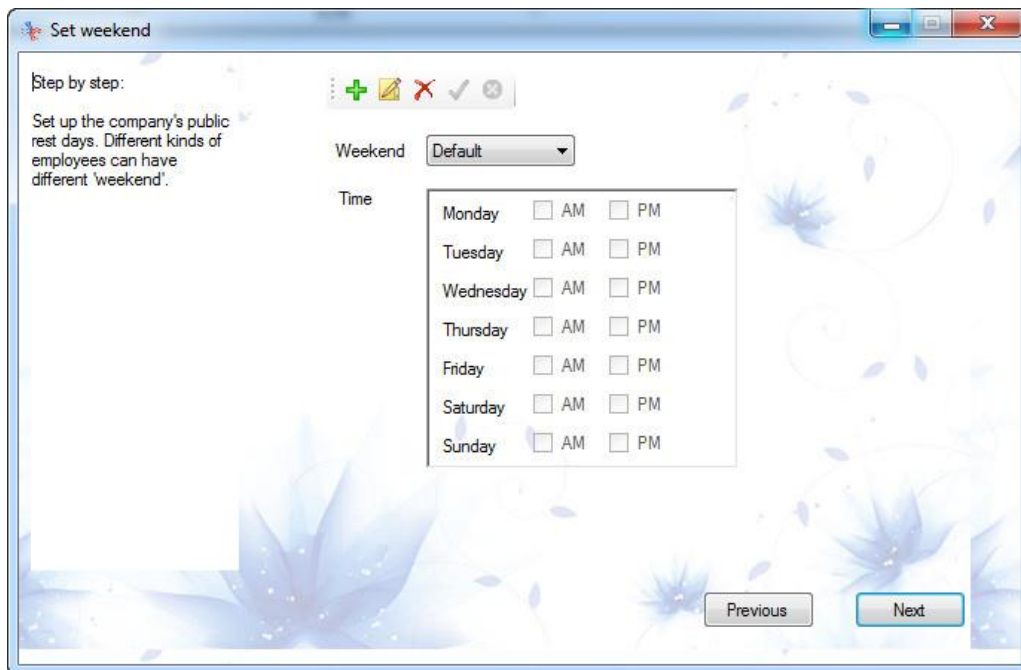 Set weekend
Step by step:
Set up the company's public
rest days. Different kinds of
employees can have
different 'weekend'.
Weekend Default
Time
Monday AM PM
Tuesday AM PM
Wednesday AM PM
Thursday AM PM
Friday AM PM
Saturday AM PM
Sunday AM PM
Previous Next